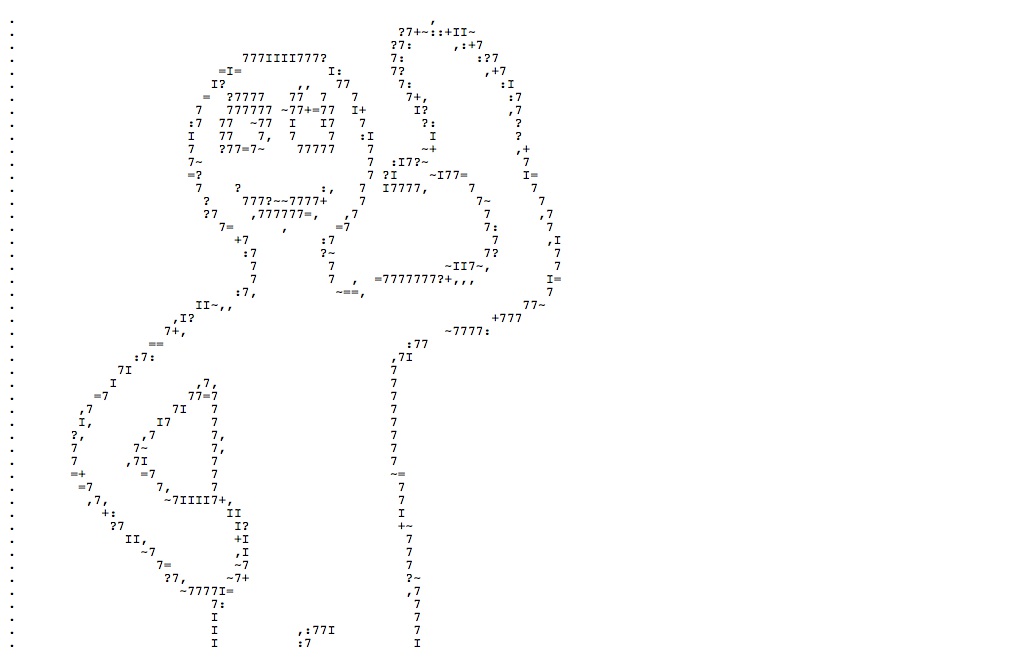 .                                                     ,
.                                                 ?7+~::+II~
.                                                ?7:     ,:+7
.                             777IIII777?        7:         :?7
.                          =I=           I:      7?          ,+7
.                         I?         ,,   77      7:           :I
.                        =  ?7777   77  7   7      7+,          :7
.                       7   777777 ~77+=77  I+      I?          ,7
.                      :7  77  ~77  I   I7   7       ?:          ?
.                      I   77   7,  7    7   :I       I          ?
.                      7   ?77=7~    77777    7      ~+          ,+
.                      7~                     7  :I7?~            7
.                      =?                     7 ?I    ~I77=       I=
.                       7    ?          :,   7  I7777,     7       7
.                        ?    777?~~7777+    7              7~      7
.                        ?7    ,777777=,   ,7                7      ,7
.                          7=      ,      =7                 7:      7
.                            +7         :7                    7      ,I
.                             :7        ?~                   7?       7
.                              7         7              ~II7~,        7
.                              7         7  ,  =7777777?+,,,         I=
.                            :7,          ~==,                       7
.                       II~,,                                     77~
.                    ,I?                                      +777
.                   7+,                                 ~7777:
.                 ==                               :77
.               :7:                              ,7I
.             7I                                 7
.            I          ,7,                      7
.          =7          77=7                      7
.        ,7          7I   7                      7
.        I,        I7     7                      7
.       ?,       ,7       7,                     7
.       7       7~        7,                     7
.       7      ,7I        7                      7
.       =+       =7       7                      ~=
.        =7        7,     7                       7
.         ,7,       ~7IIII7+,                     7
.           +:              II                    I
.            ?7              I?                   +~
.              II,           +I                    7
.                ~7          ,I                    7
.                  7=        ~7                    7
.                   ?7,     ~7+                    ?~
.                     ~7777I=                      ,7
.                         7:                        7
.                         I                         7
.                         I          ,:77I          7
.                         I          :7             I